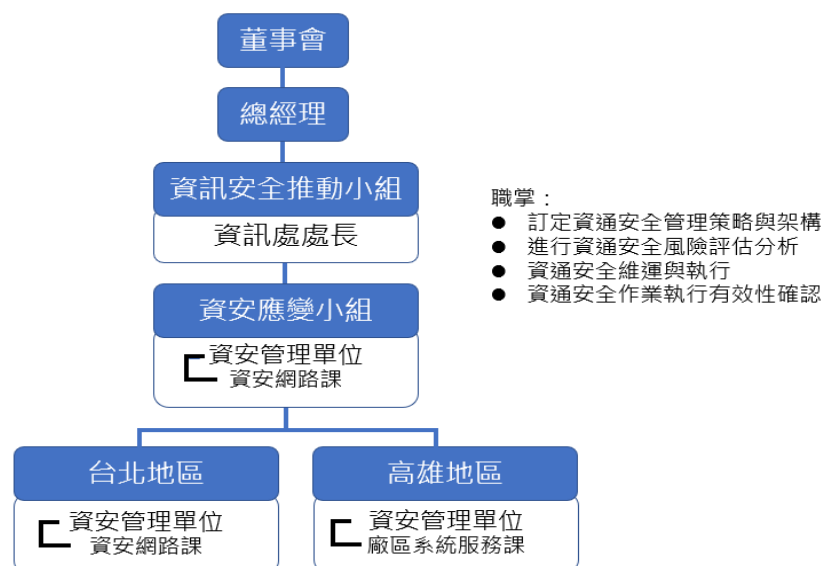 董事會
總經理
資訊安全推動小組
資訊處處長
職掌：
● 訂定資通安全管理策略與架構
● 進行資通安全風險評估分析
● 資通安全維運與執行
● 資通安全作業執行有效性確認
資安應變小組
資安管理單位
資安網路課
台北地區
資安管理單位
資安網路課
高雄地區
資安管理單位
廠區系統服務課